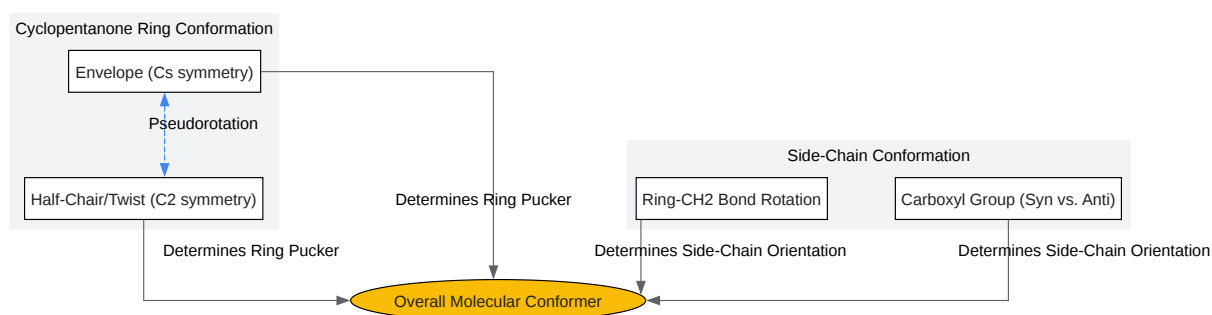 Cyclopentanone Ring Conformation
Envelope (Cs symmetry)
Pseudorotation
Half-Chair/Twist (C2 symmetry)
Side-Chain Conformation
Ring-CH2 Bond Rotation
Carboxyl Group (Syn vs. Anti)
Determines Ring Pucker
Determines Ring Pucker
Determines Side-Chain Orientation
Determines Side-Chain Orientation
Overall Molecular Conformer